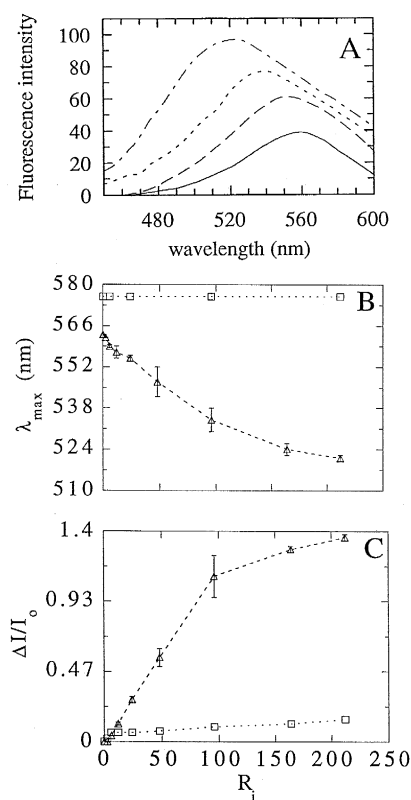 A
Fluorescence intensity
100
80
60
40
20
0
480 520 560 600
wavelength (nm)
B
λmax (nm)
580
566
552
538
524
510
C
ΔI/Io
1.4
0.93
0.47
0
0 50 100 150 200 250
Ri